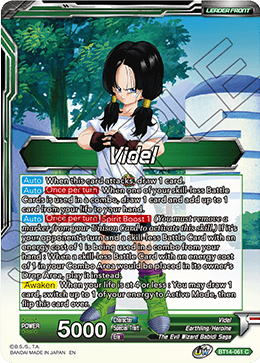 LEADER FRONT
Videl
Auto When this card attacks, draw 1 card.
Auto Once per turn When one of your skill-less Battle
Cards is used in a combo, draw 1 card and add up to 1
card from your life to your hand.
Auto Once per turn Spirit Boost 1 (You must remove a
marker from your Unison Card to activate this skill.) If it's
your opponent's turn and a skill-less Battle Card with an
energy cost of 1 is being used in a combo from your
hand: When a skill-less Battle Card with an energy cost
of 1 in your Combo Area would be placed in its owner's
Drop Area, play it instead.
Awaken When your life is at 4 or less: You may draw 1
card, switch up to 1 of your energy to Active Mode, then
flip this card over.
POWER 5000
Character Videl
Special Trait Earthling/Heroine
Era The Evil Wizard Babidi Saga
© B.S./S., T.A.
BANDAI MADE IN JAPAN EN
BT14-061 C